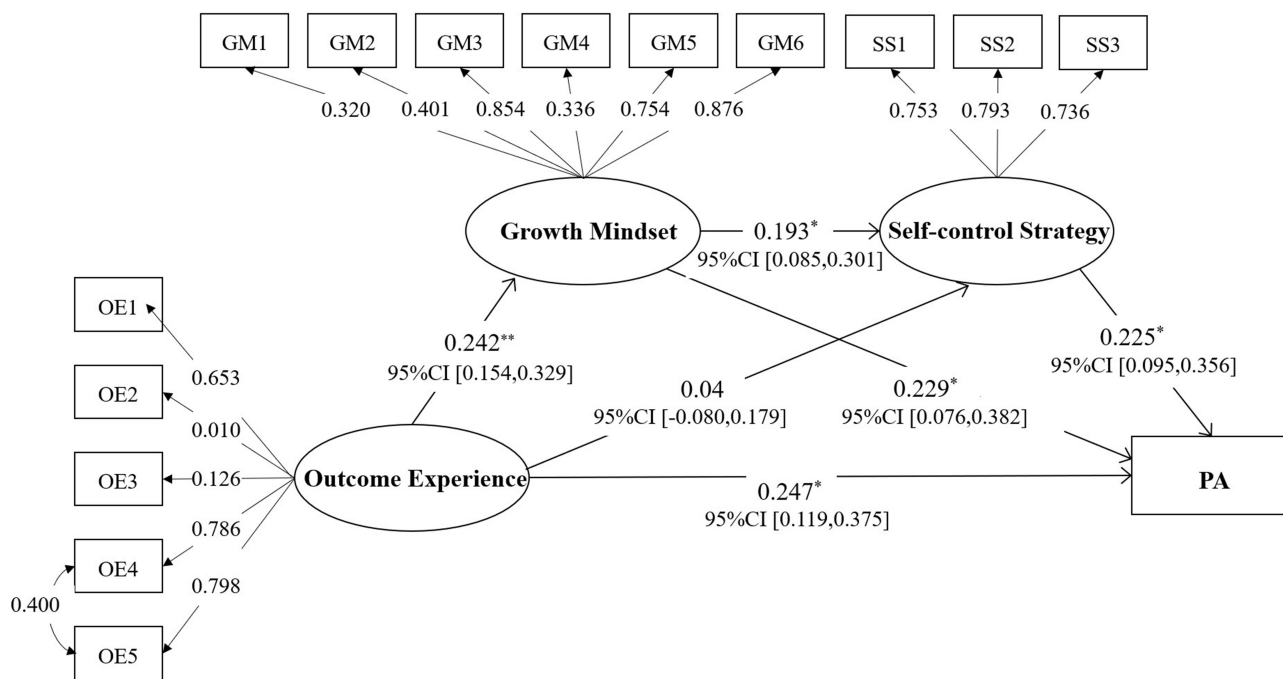 GM1 GM2 GM3 GM4 GM5 GM6 SS1 SS2 SS3
0.320 0.401 0.854 0.336 0.754 0.876 0.753 0.793 0.736
Growth Mindset
0.193*
95%CI [0.085,0.301]
Self-control Strategy
OE1
OE2
OE3
OE4
OE5
0.653
0.010
0.126
0.786
0.798
0.400
0.242**
95%CI [0.154,0.329]
0.04
95%CI [-0.080,0.179]
0.229*
95%CI [0.076,0.382]
0.225*
95%CI [0.095,0.356]
Outcome Experience
0.247*
95%CI [0.119,0.375]
PA